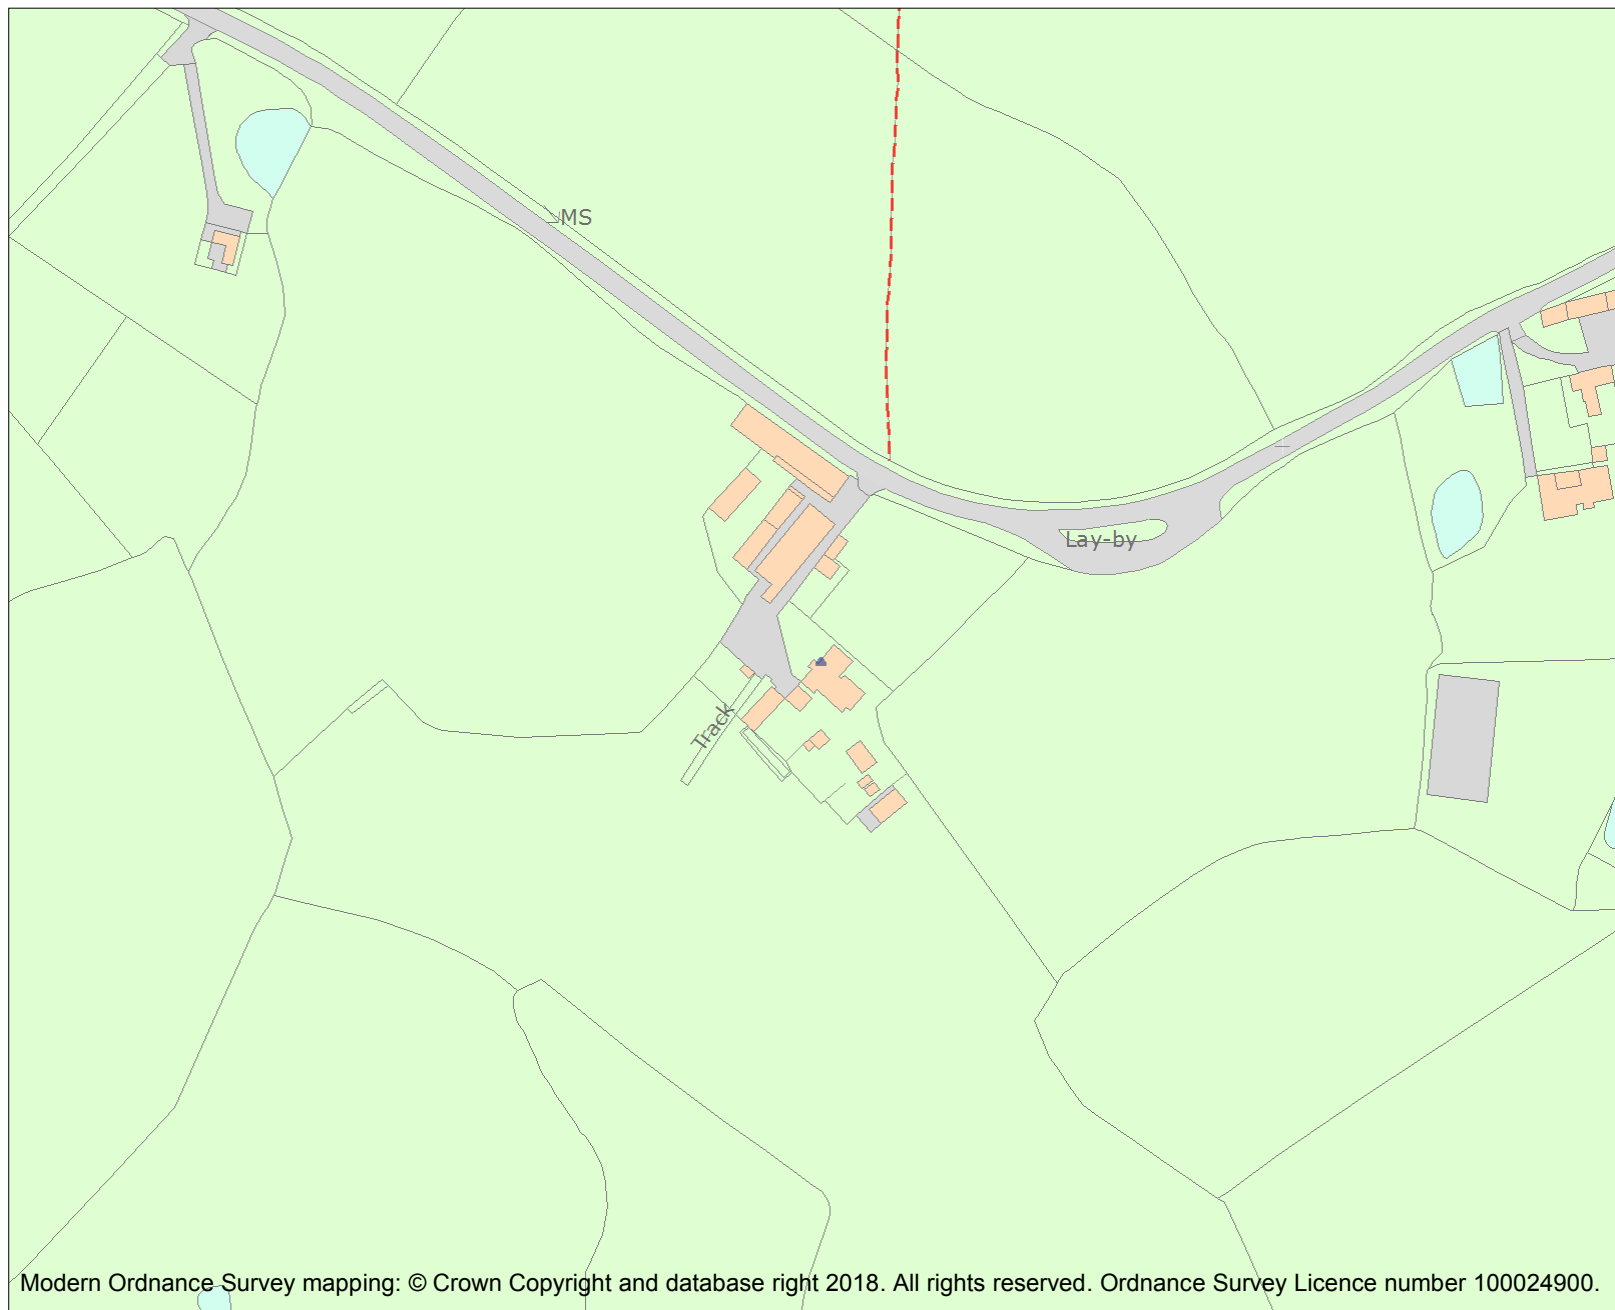 MS
Lay-by
Track
Modern Ordnance Survey mapping: © Crown Copyright and database right 2018. All rights reserved. Ordnance Survey Licence number 100024900.